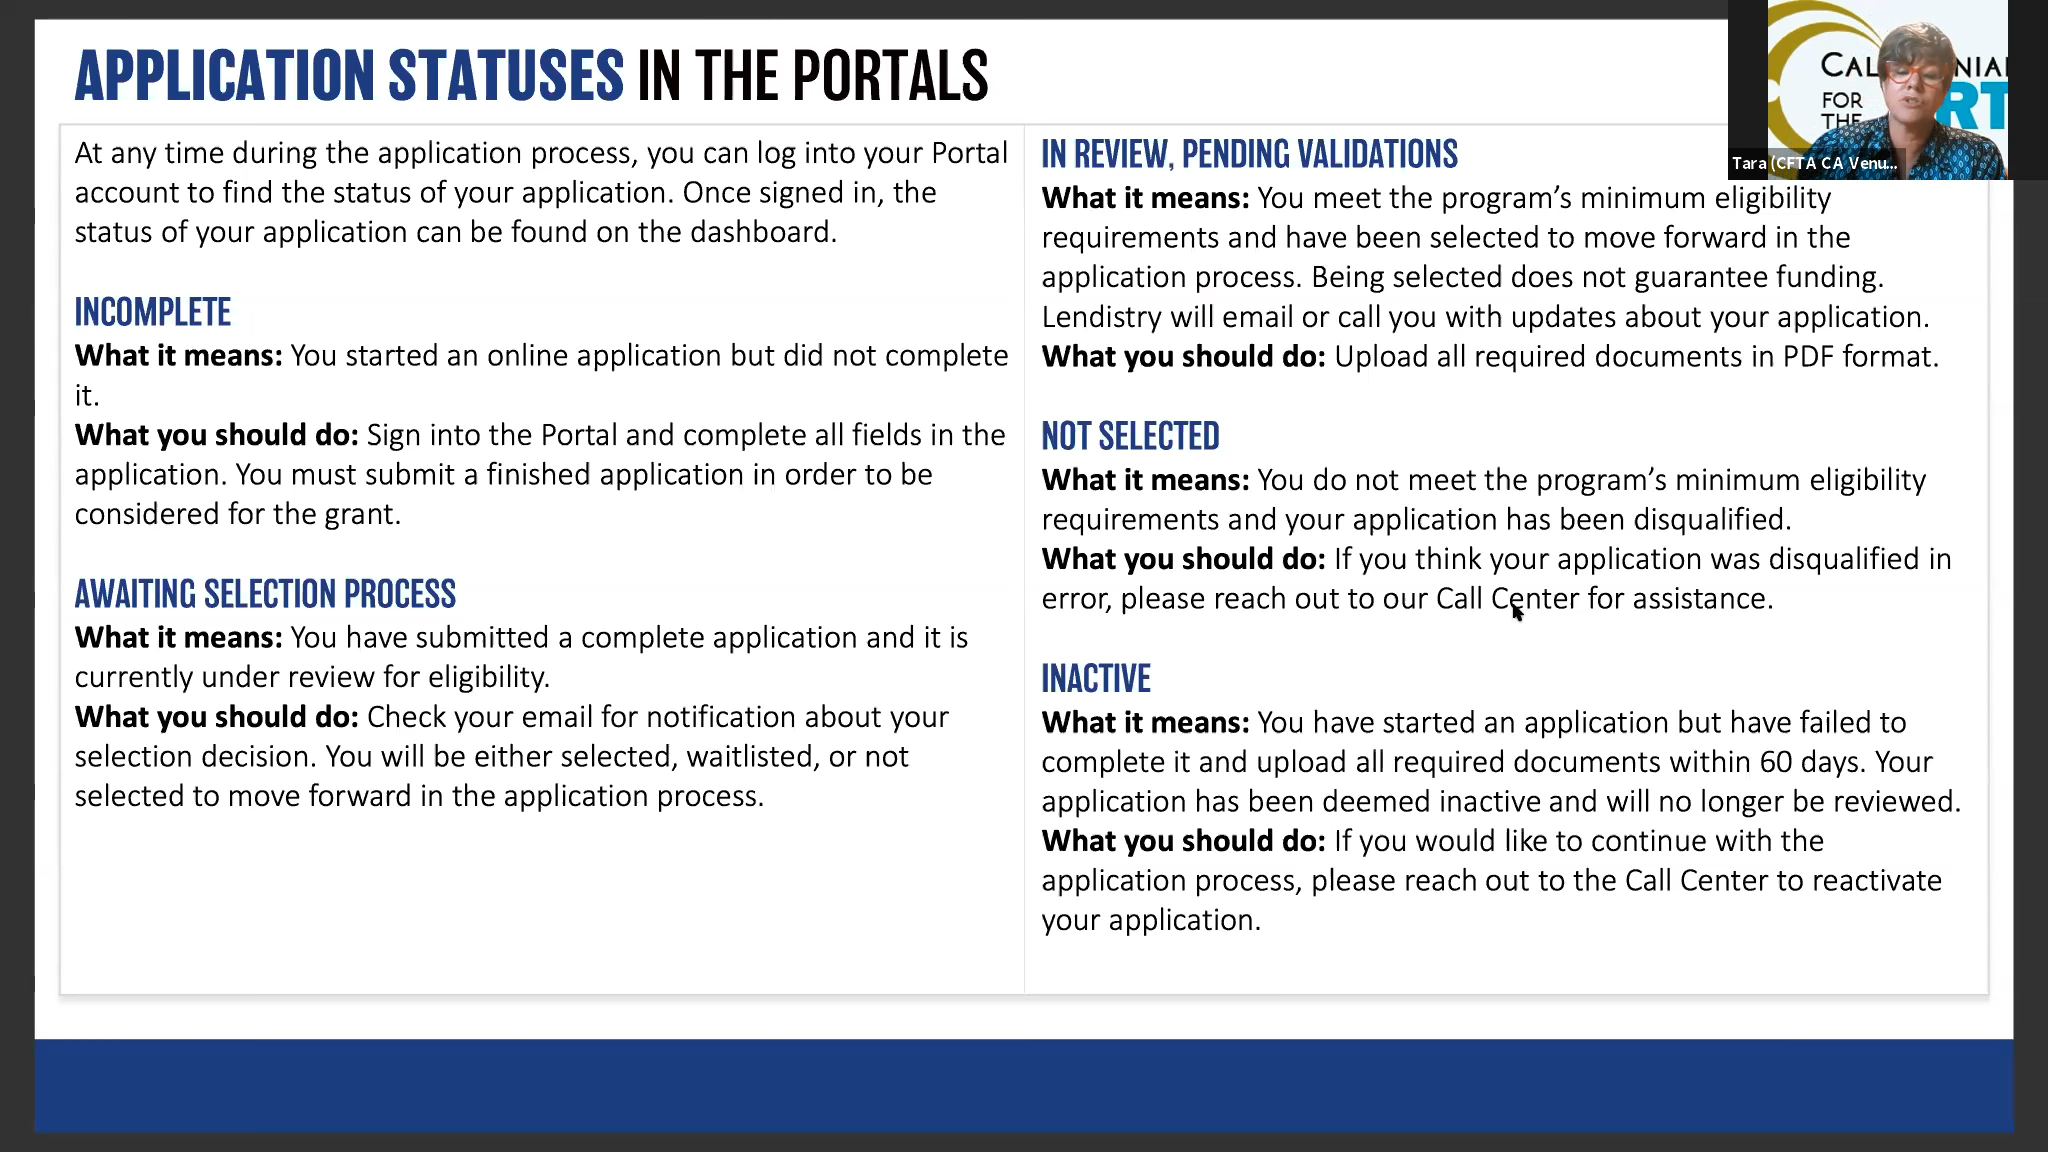 APPLICATION STATUSES IN THE PORTALS
At any time during the application process, you can log into your Portal
account to find the status of your application. Once signed in, the
status of your application can be found on the dashboard.
INCOMPLETE
What it means: You started an online application but did not complete
it.
What you should do: Sign into the Portal and complete all fields in the
application. You must submit a finished application in order to be
considered for the grant.
AWAITING SELECTION PROCESS
What it means: You have submitted a complete application and it is
currently under review for eligibility.
What you should do: Check your email for notification about your
selection decision. You will be either selected, waitlisted, or not
selected to move forward in the application process.
IN REVIEW, PENDING VALIDATIONS
What it means: You meet the program’s minimum eligibility
requirements and have been selected to move forward in the
application process. Being selected does not guarantee funding.
Lendistry will email or call you with updates about your application.
What you should do: Upload all required documents in PDF format.
NOT SELECTED
What it means: You do not meet the program’s minimum eligibility
requirements and your application has been disqualified.
What you should do: If you think your application was disqualified in
error, please reach out to our Call Center for assistance.
INACTIVE
What it means: You have started an application but have failed to
complete it and upload all required documents within 60 days. Your
application has been deemed inactive and will no longer be reviewed.
What you should do: If you would like to continue with the
application process, please reach out to the Call Center to reactivate
your application.
FOR
THE
Tara (CFTA CA Venu...